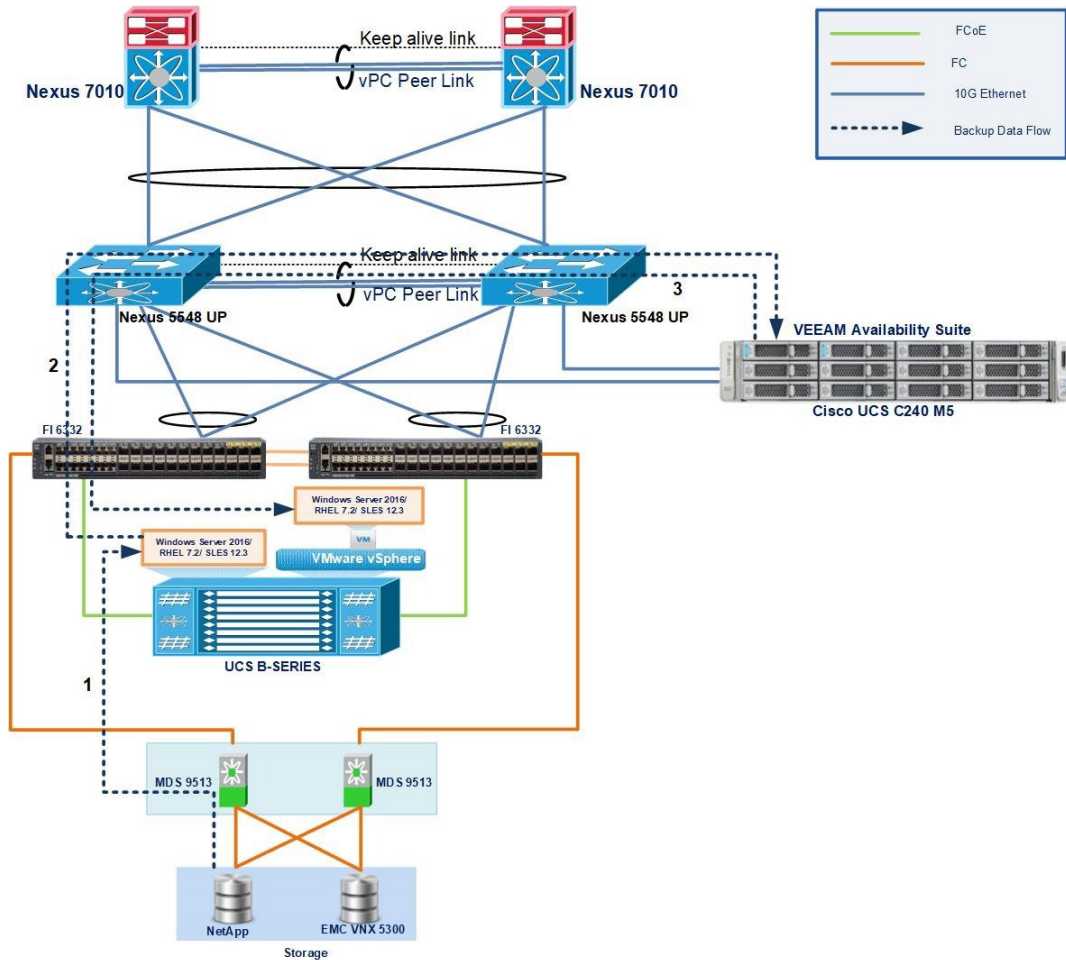 Keep alive link
vPC Peer Link
Nexus 7010
Nexus 7010
FCoE
FC
10G Ethernet
Backup Data Flow
Keep alive link
vPC Peer Link
Nexus 5548 UP
Nexus 5548 UP
3
VEEAM Availability Suite
Cisco UCS C240 M5
2
FI 6332
FI 6332
Windows Server 2016/
RHEL 7.2/ SLES 12.3
Windows Server 2016/
RHEL 7.2/ SLES 12.3
VM
VMware vSphere
UCS B-SERIES
1
MDS 9513
MDS 9513
NetApp
EMC VNX 5300
Storage